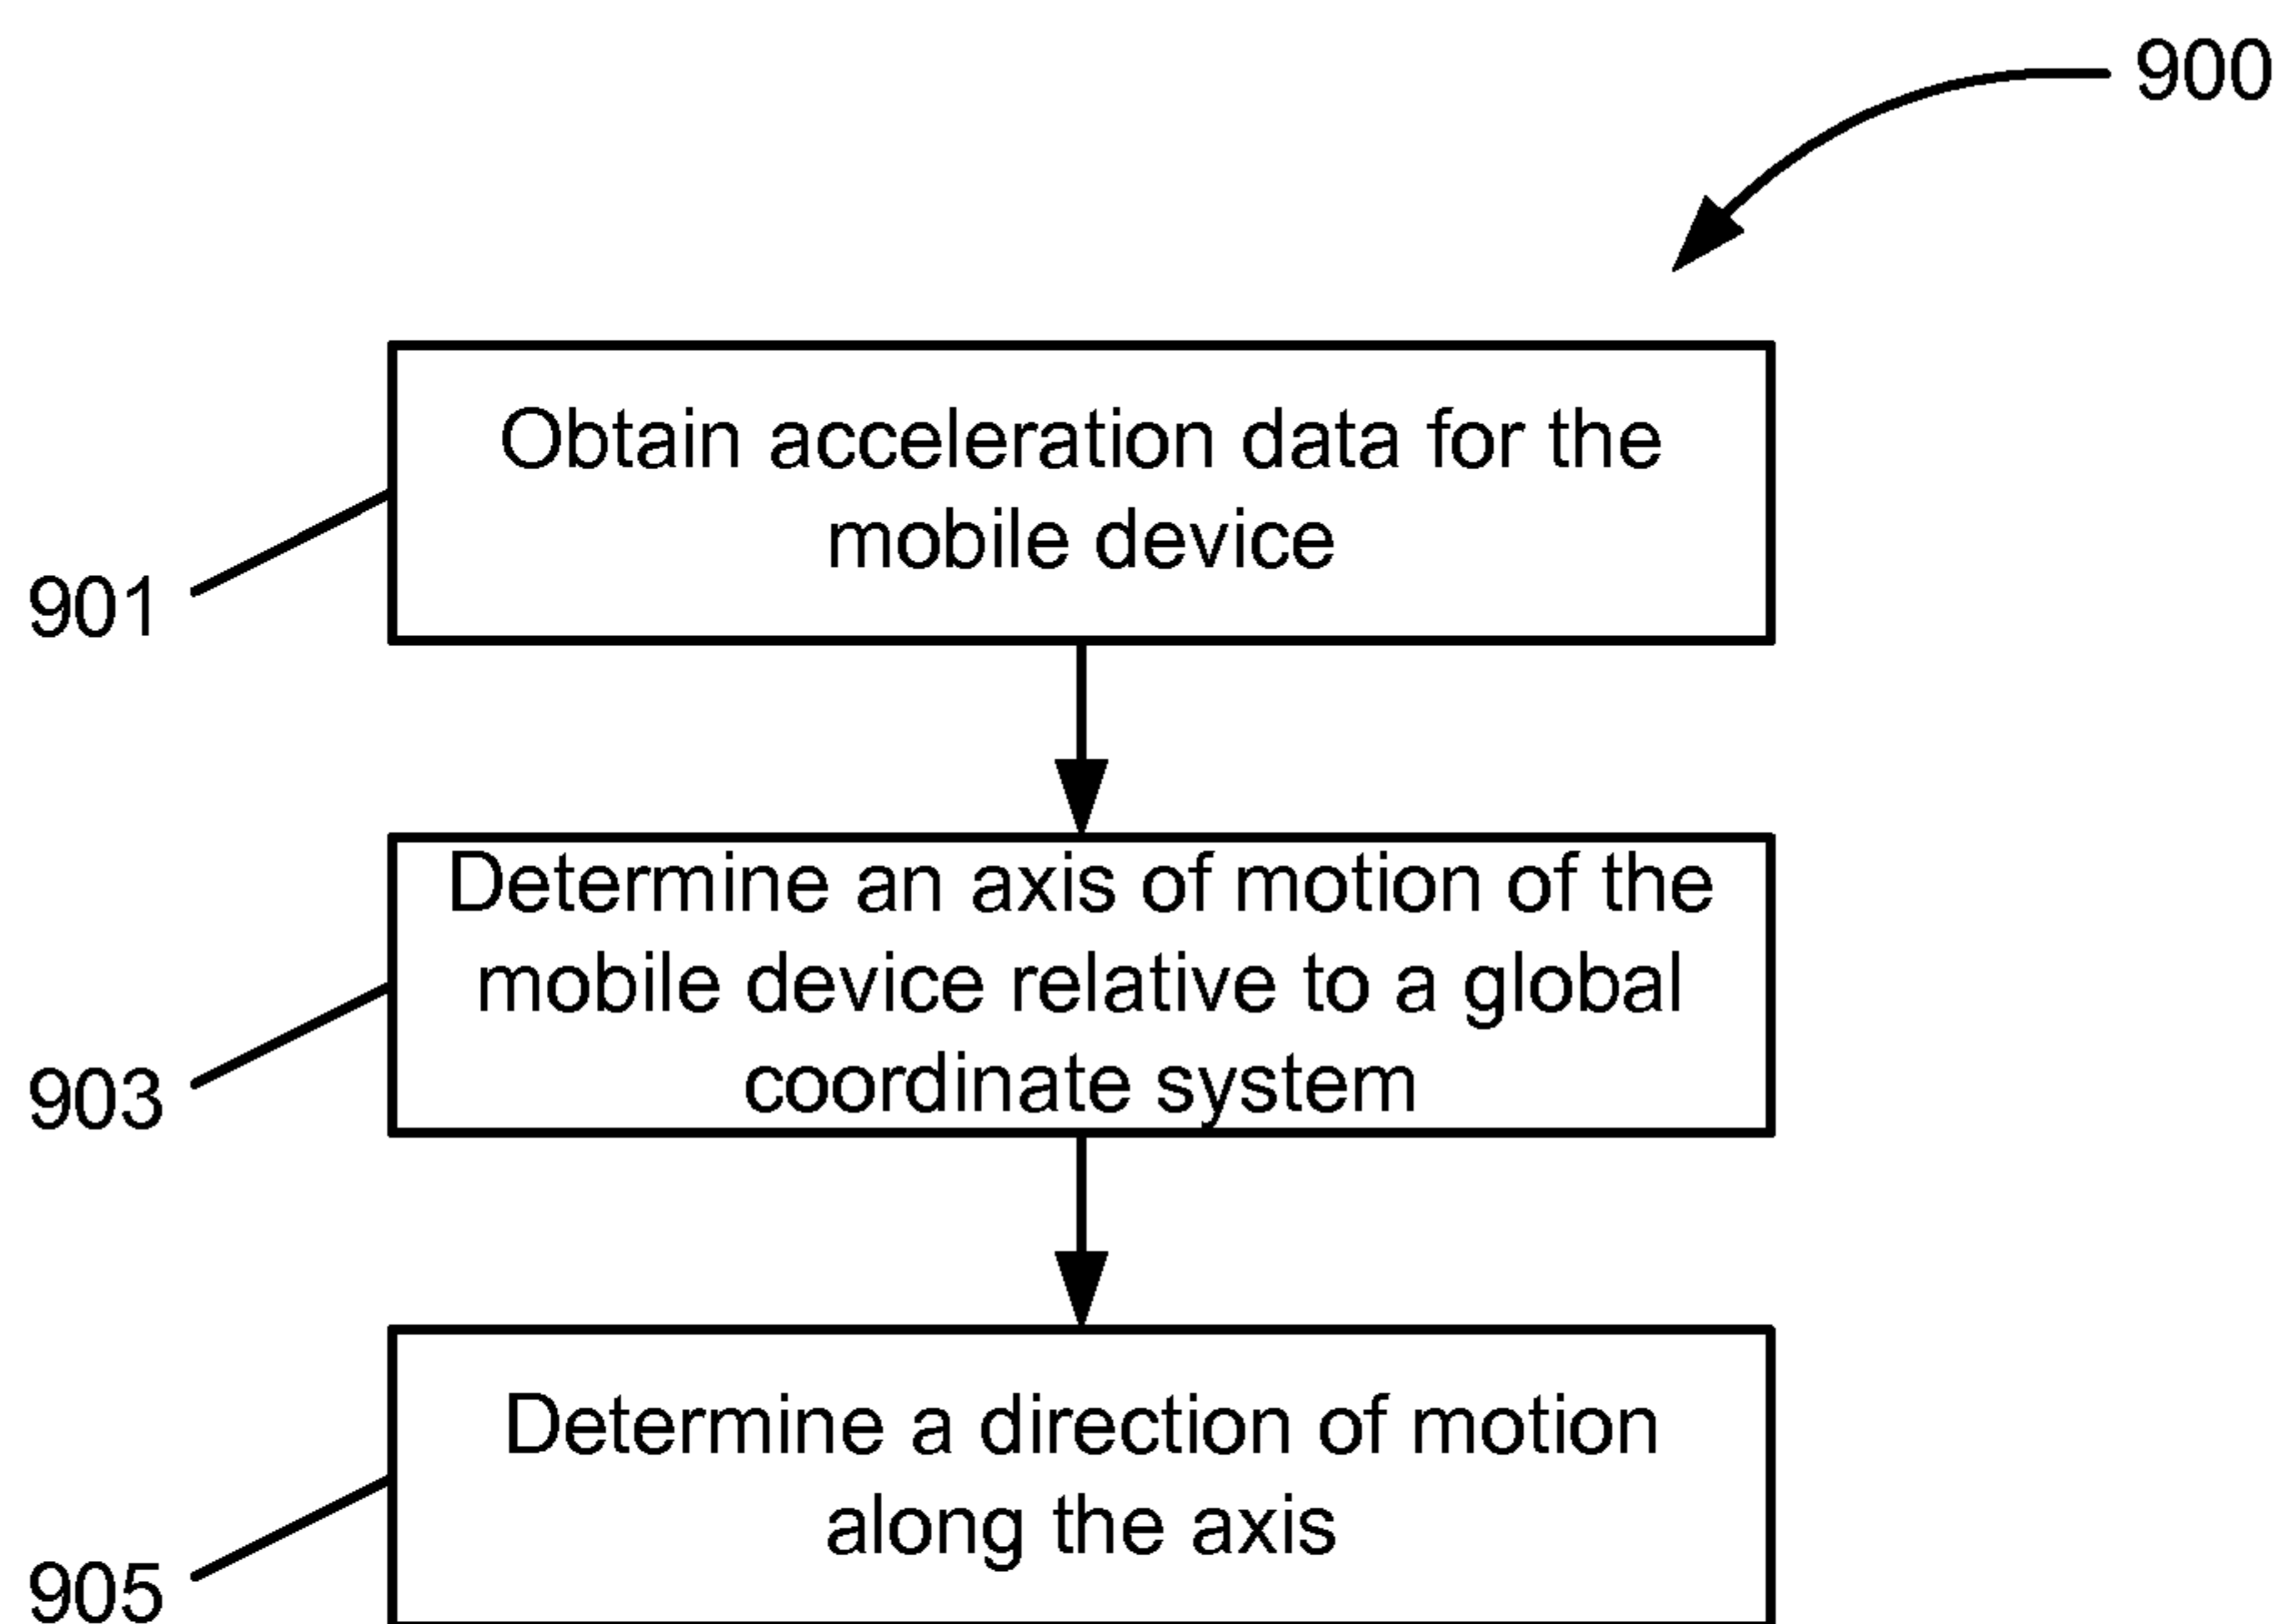 900
Obtain acceleration data for the
mobile device
901
Determine an axis of motion of the
mobile device relative to a global
coordinate system
903
Determine a direction of motion
along the axis
905